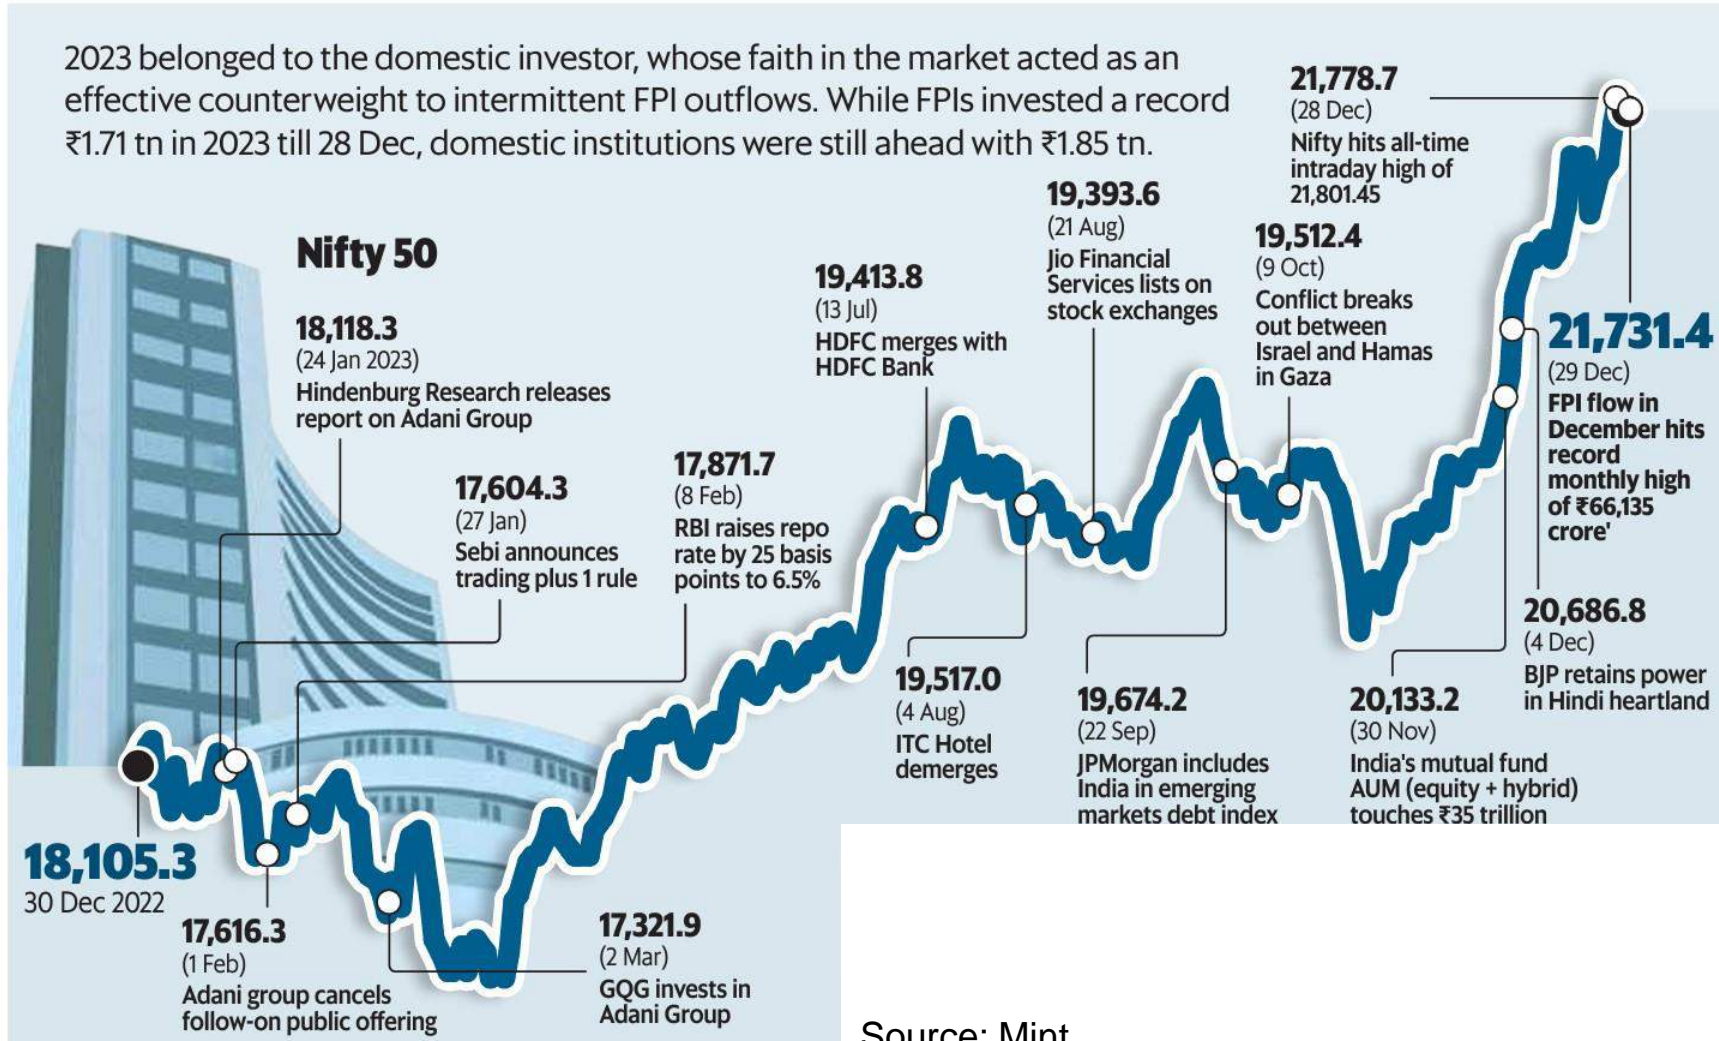 2023 belonged to the domestic investor, whose faith in the market acted as an
effective counterweight to intermittent FPI outflows. While FPIs invested a record
₹1.71 tn in 2023 till 28 Dec, domestic institutions were still ahead with ₹1.85 tn.
Nifty 50
18,105.3
30 Dec 2022
18,118.3
(24 Jan 2023)
Hindenburg Research releases
report on Adani Group
17,604.3
(27 Jan)
Sebi announces
trading plus 1 rule
17,616.3
(1 Feb)
Adani group cancels
follow-on public offering
17,871.7
(8 Feb)
RBI raises repo
rate by 25 basis
points to 6.5%
17,321.9
(2 Mar)
GQG invests in
Adani Group
19,413.8
(13 Jul)
HDFC merges with
HDFC Bank
19,517.0
(4 Aug)
ITC Hotel
demerges
19,393.6
(21 Aug)
Jio Financial
Services lists on
stock exchanges
19,674.2
(22 Sep)
JPMorgan includes
India in emerging
markets debt index
19,512.4
(9 Oct)
Conflict breaks
out between
Israel and Hamas
in Gaza
20,133.2
(30 Nov)
India's mutual fund
AUM (equity + hybrid)
touches ₹35 trillion
20,686.8
(4 Dec)
BJP retains power
in Hindi heartland
21,778.7
(28 Dec)
Nifty hits all-time
intraday high of
21,801.45
21,731.4
(29 Dec)
FPI flow in
December hits
record
monthly high
of ₹66,135
crore'
Source: Mint